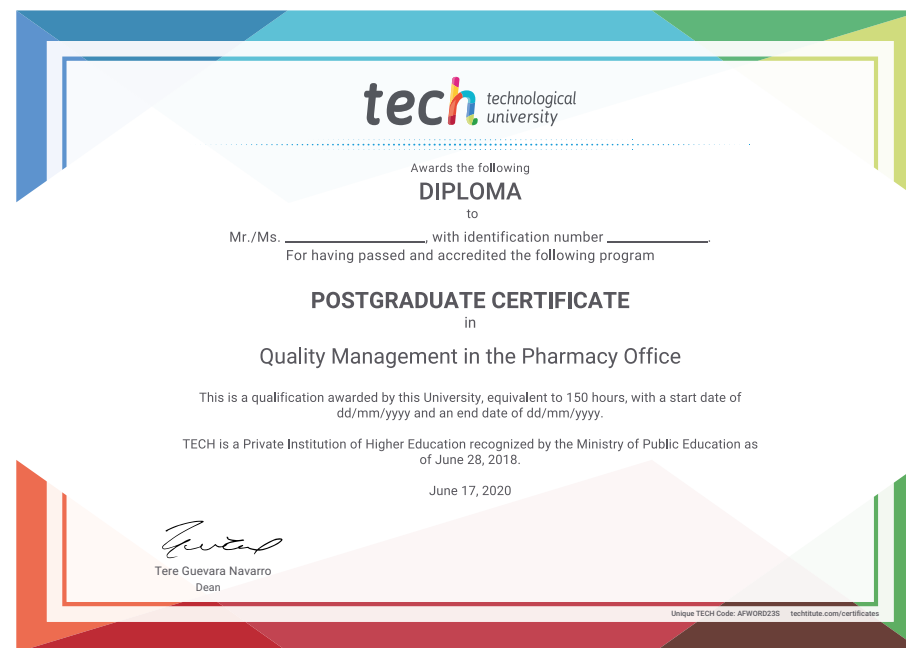 tech technological
university
Awards the following
DIPLOMA
to
Mr./Ms. ____________________, with identification number ______________.
For having passed and accredited the following program
POSTGRADUATE CERTIFICATE
in
Quality Management in the Pharmacy Office
This is a qualification awarded by this University, equivalent to 150 hours, with a start date of
dd/mm/yyyy and an end date of dd/mm/yyyy.
TECH is a Private Institution of Higher Education recognized by the Ministry of Public Education as
of June 28, 2018.
June 17, 2020
Tere Guevara Navarro
Dean
Unique TECH Code: AFWORD23S techtitute.com/certificates